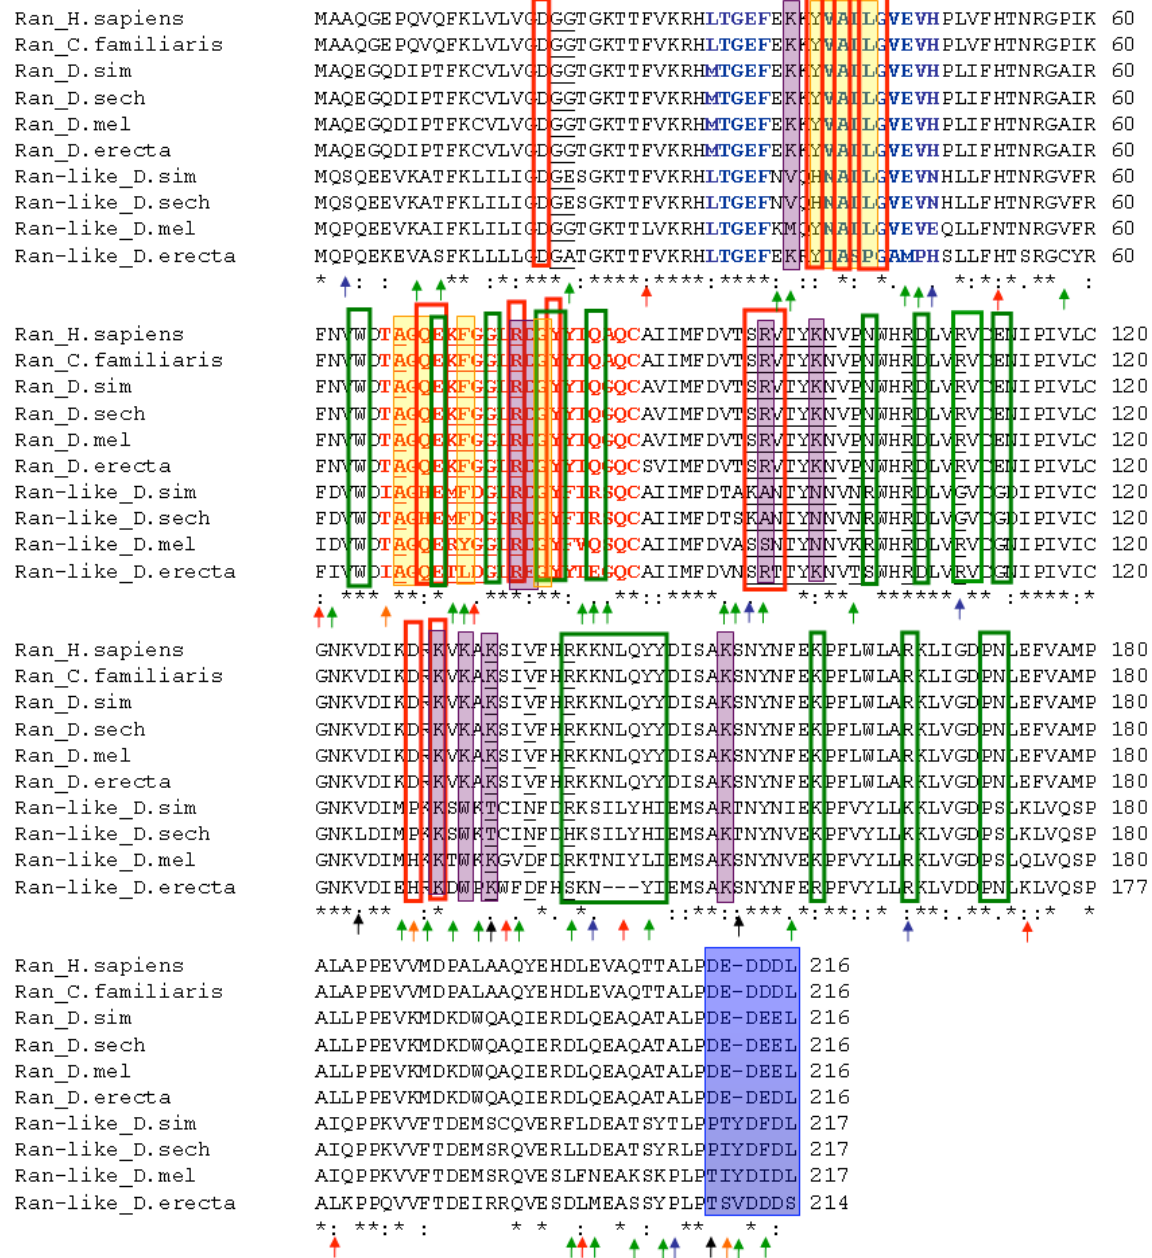 Ran_H.sapiens MAAQGEPQVQFKLVLVGDGGTGKTTFVKRHLTGEFEKKYVATLGVEVHPLVFHTNRGPIK 60
Ran_C.familiaris MAAQGEPQVQFKLVLVGDGGTGKTTFVKRHLTGEFEKKYVATLGVEVHPLVFHTNRGPIK 60
Ran_D.sim MAQEGQDIPTFKCVLVGDGGTGKTTFVKRHMTGEFEKKYVATLGVEVHPLIFHTNRGAIR 60
Ran_D.sech MAQEGQDIPTFKCVLVGDGGTGKTTFVKRHMTGEFEKKYVATLGVEVHPLIFHTNRGAIR 60
Ran_D.mel MAQEGQDIPTFKCVLVGDGGTGKTTFVKRHMTGEFEKKYVATLGVEVHPLIFHTNRGAIR 60
Ran_D.erecta MAQEGQDIPTFKCVLVGDGGTGKTTFVKRHMTGEFEKKYVATLGVEVHPLIFHTNRGAIR 60
Ran-like_D.sim MQSQEEVKATFKLILIGDGESGKTTFVKRHLTGEFNVQHNATLGVEVNHLLFHTNRGVFR 60
Ran-like_D.sech MQSQEEVKATFKLILIGDGESGKTTFVKRHLTGEFNVQHNATLGVEVNHLLFHTNRGVFR 60
Ran-like_D.mel MQPQEEVKATFKLILIGDGGTGKTTLVKRHLTGEFKMQYNATLGVEVEQLLFNTNRGVFR 60
Ran-like_D.erecta MQPQEKEVASFKLLLLGDGATGKTTFVKRHLTGEFEKRYIASPGAMPHSLLFHTSRGCYR 60
Ran_H.sapiens FNVWDTAGQEKFGGLRDGYYIQAQCAIIMFDVTSRVTYKNVPNWHRDLVRVCENIPIVLC 120
Ran_C.familiaris FNVWDTAGQEKFGGLRDGYYIQAQCAIIMFDVTSRVTYKNVPNWHRDLVRVCENIPIVLC 120
Ran_D.sim FNVWDTAGQEKFGGLRDGYYIQGQCAVIMFDVTSRVTYKNVPNWHRDLVRVCENIPIVLC 120
Ran_D.sech FNVWDTAGQEKFGGLRDGYYIQGQCAVIMFDVTSRVTYKNVPNWHRDLVRVCENIPIVLC 120
Ran_D.mel FNVWDTAGQEKFGGLRDGYYIQGQCAVIMFDVTSRVTYKNVPNWHRDLVRVCENIPIVLC 120
Ran_D.erecta FNVWDTAGQEKFGGLRDGYYIQGQCSVIMFDVTSRVTYKNVPNWHRDLVRVCENIPIVLC 120
Ran-like_D.sim FDVWDTAGHEMFDGLRDGYFIRSQCAIIMFDTAKANTYNNVNRWHRDLVGVCGDIPIVIC 120
Ran-like_D.sech FDVWDTAGHEMFDGLRDGYFIRSQCAIIMFDTSKANIYNNVNRWHRDLVGVCGDIPIVIC 120
Ran-like_D.mel IDVWDTAGQERYGGLRDGYFVQSQCAIIMFDVASSNTYKNVKRWHRDLVRVCGNIPIVIC 120
Ran-like_D.erecta FIVWDTAGQETLDGLREGYYIESQCAIIMFDVNSRTTYKNVTSWHRDLVRVCGNIPIVIC 120
Ran_H.sapiens GNKVDIKDRKVKAKSIVFHRKKNLQYYDISAKSNYNFEKPFLWLARKLIGDPNLEFVAMP 180
Ran_C.familiaris GNKVDIKDRKVKAKSIVFHRKKNLQYYDISAKSNYNFEKPFLWLARKLIGDPNLEFVAMP 180
Ran_D.sim GNKVDIKDRKVKAKSIVFHRKKNLQYYDISAKSNYNFEKPFLWLARKLVGDPNLEFVAMP 180
Ran_D.sech GNKVDIKDRKVKAKSIVFHRKKNLQYYDISAKSNYNFEKPFLWLARKLVGDPNLEFVAMP 180
Ran_D.mel GNKVDIKDRKVKAKSIVFHRKKNLQYYDISAKSNYNFEKPFLWLARKLVGDPNLEFVAMP 180
Ran_D.erecta GNKVDIKDRKVKAKSIVFHRKKNLQYYDISAKSNYNFEKPFLWLARKLVGDPNLEFVAMP 180
Ran-like_D.sim GNKVDIMPKKSWKTCINFDRKSILYHIEMSARTNYNIEKPFVYLLKKLVGDPSLKLVQSP 180
Ran-like_D.sech GNKLDIMPKKSWKTCINFDHKSILYHIEMSAKTNYNVEKPFVYLLKKLVGDPSLKLVQSP 180
Ran-like_D.mel GNKVDIMHKKTWKKGVDFDRKTNIYLIEMSAKSNYNVEKPFVYLLRKLVGDPSLQLVQSP 180
Ran-like_D.erecta GNKVDIEHRKDWPKWFDFHSKN---YIEMSAKSNYNFERPFVYLLRKLVDDPNLKLVQSP 177
Ran_H.sapiens ALAPPEVVMDPALAAQYEHDLEVAQTTALPDE-DDDL 216
Ran_C.familiaris ALAPPEVVMDPALAAQYEHDLEVAQTTALPDE-DDDL 216
Ran_D.sim ALLPPEVKMDKDWQAQIERDLQEAQATALPDE-DEEL 216
Ran_D.sech ALLPPEVKMDKDWQAQIERDLQEAQATALPDE-DEEL 216
Ran_D.mel ALLPPEVKMDKDWQAQIERDLQEAQATALPDE-DEEL 216
Ran_D.erecta ALLPPEVKMDKDWQAQIERDLQEAQATALPDE-DEDL 216
Ran-like_D.sim AIQPPKVVFTDEMSCQVERFLDEATSYTLPPTYDFDL 217
Ran-like_D.sech AIQPPKVVFTDEMSRQVERLLDEATSYRLPPIYDFDL 217
Ran-like_D.mel AIQPPKVVFTDEMSRQVESLFNEAKSKPLPTIYDIDL 217
Ran-like_D.erecta ALKPPQVVFTDEIRRQVESDLMEASSYPLPTSVDDDS 214